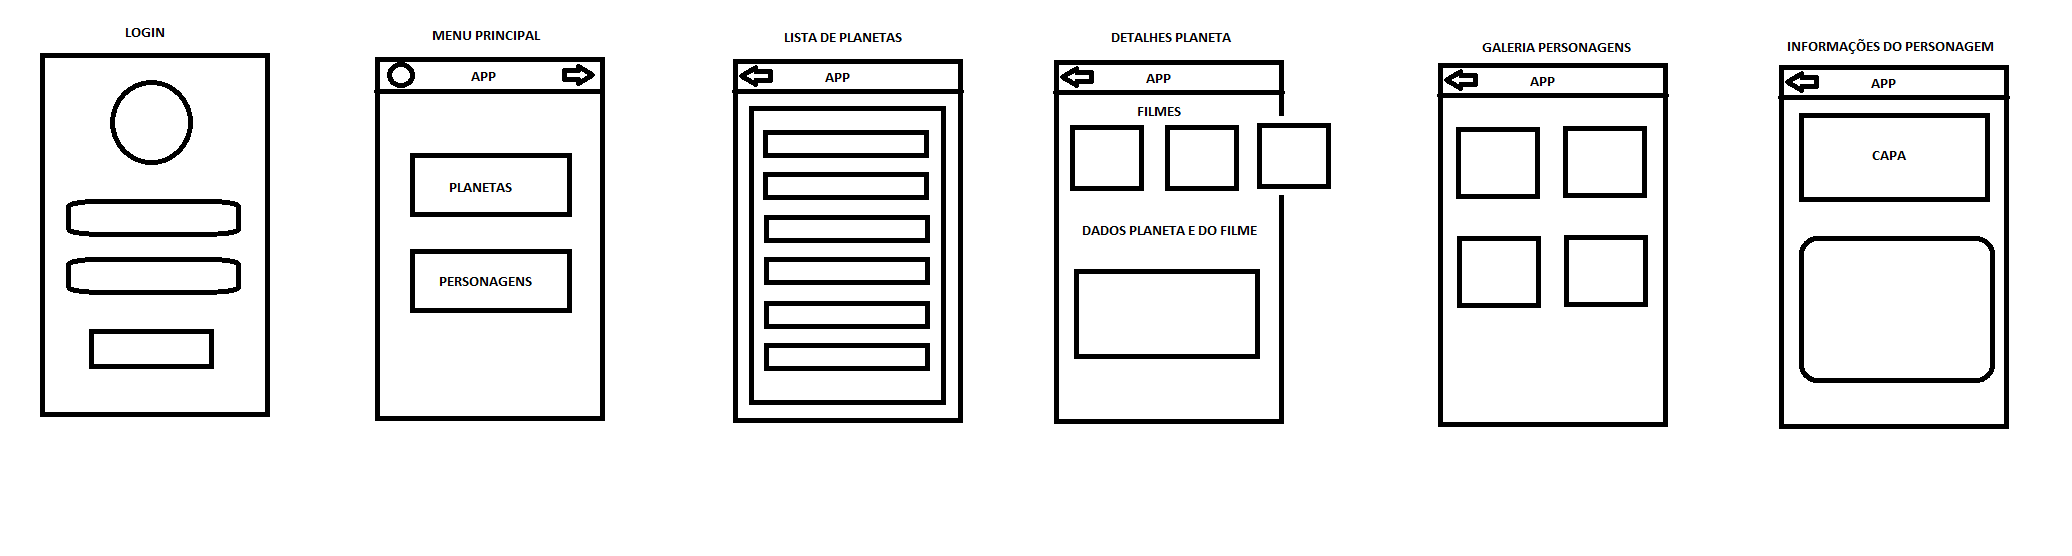 LOGIN
MENU PRINCIPAL
APP
PLANETAS
PERSONAGENS
LISTA DE PLANETAS
APP
DETALHES PLANETA
APP
FILMES
DADOS PLANETA E DO FILME
GALERIA PERSONAGENS
APP
INFORMAÇÕES DO PERSONAGEM
APP
CAPA